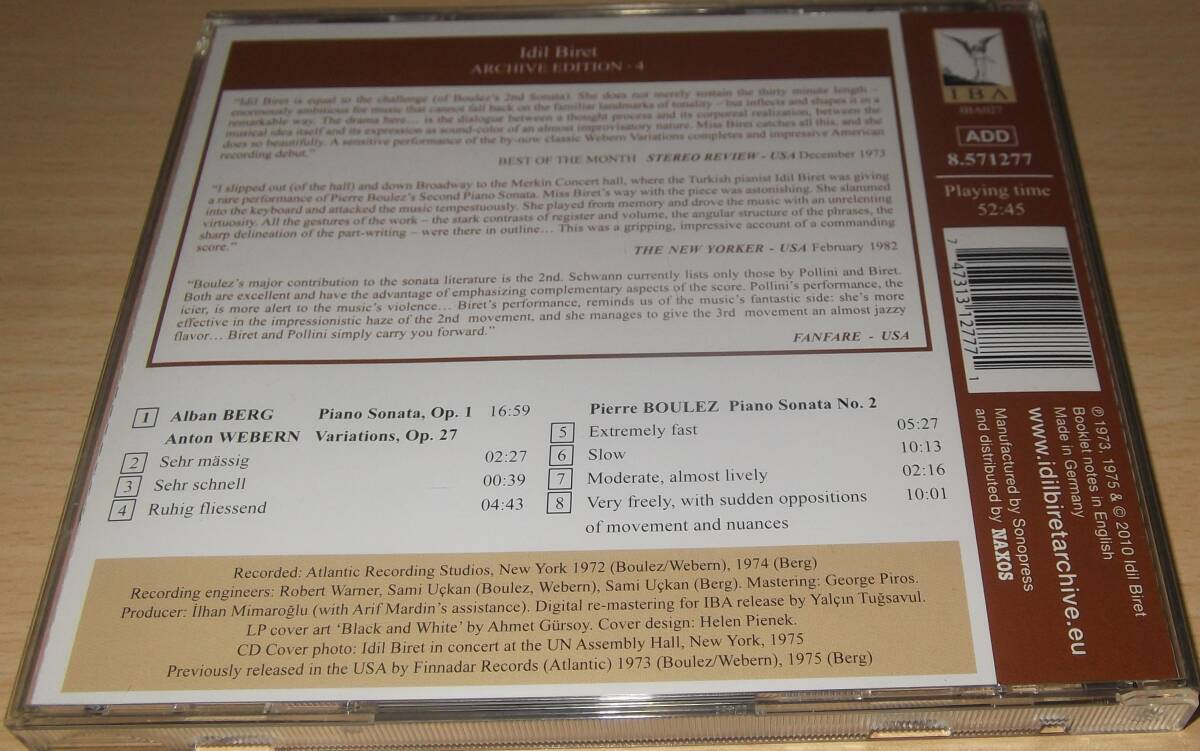 Idil Biret
ARCHIVE EDITION · 4
"Idil Biret is equal to the challenge (of Boulez's 2nd Sonata). She does not merely sustain the thirty minute length –
enormously ambitious for music that cannot fall back on the familiar landmarks of tonality – but inflects and shapes it in a
remarkable way. The drama here... is the dialogue between a thought process and its corporeal realization, between the
musical idea itself and its expression as sound-color of an almost improvisatory nature. Miss Biret catches all this, and she
does so beautifully. A sensitive performance of the by-now classic Webern Variations completes and impressive American
recording debut."
BEST OF THE MONTH STEREO REVIEW - USA December 1973
"I slipped out (of the hall) and down Broadway to the Merkin Concert hall, where the Turkish pianist Idil Biret was giving
a rare performance of Pierre Boulez's Second Piano Sonata. Miss Biret's way with the piece was astonishing. She slammed
into the keyboard and attacked the music tempestuously. She played from memory and drove the music with an unrelenting
virtuosity. All the gestures of the work – the stark contrasts of register and volume, the angular structure of the phrases, the
sharp delineation of the part-writing – were there in outline... This was a gripping, impressive account of a commanding
score."
THE NEW YORKER - USA February 1982
"Boulez's major contribution to the sonata literature is the 2nd. Schwann currently lists only those by Pollini and Biret.
Both are excellent and have the advantage of emphasizing complementary aspects of the score. Pollini's performance, the
icier, is more alert to the music's violence... Biret's performance, reminds us of the music's fantastic side: she's more
effective in the impressionistic haze of the 2nd movement, and she manages to give the 3rd movement an almost jazzy
flavor... Biret and Pollini simply carry you forward."
FANFARE - USA
1 Alban BERG Piano Sonata, Op. 1 16:59
Anton WEBERN Variations, Op. 27
2 Sehr mässig 02:27
3 Sehr schnell 00:39
4 Ruhig fliessend 04:43
Pierre BOULEZ Piano Sonata No. 2
5 Extremely fast 05:27
6 Slow 10:13
7 Moderate, almost lively 02:16
8 Very freely, with sudden oppositions 10:01
of movement and nuances
Recorded: Atlantic Recording Studios, New York 1972 (Boulez/Webern), 1974 (Berg)
Recording engineers: Robert Warner, Sami Uçkan (Boulez, Webern), Sami Uçkan (Berg). Mastering: George Piros.
Producer: İlhan Mimaroğlu (with Arif Mardin's assistance). Digital re-mastering for IBA release by Yalçın Tuğsavul.
LP cover art 'Black and White' by Ahmet Gürsoy. Cover design: Helen Pienek.
CD Cover photo: Idil Biret in concert at the UN Assembly Hall, New York, 1975
Previously released in the USA by Finnadar Records (Atlantic) 1973 (Boulez/Webern), 1975 (Berg)
IBA
IBA027
ADD
8.571277
Playing time
52:45
7 47313 12777 1
℗ 1973, 1975 & © 2010 Idil Biret
Booklet notes in English
Made in Germany
www.idilbiretarchive.eu
Manufactured by Sonopress
and distributed by NAXOS